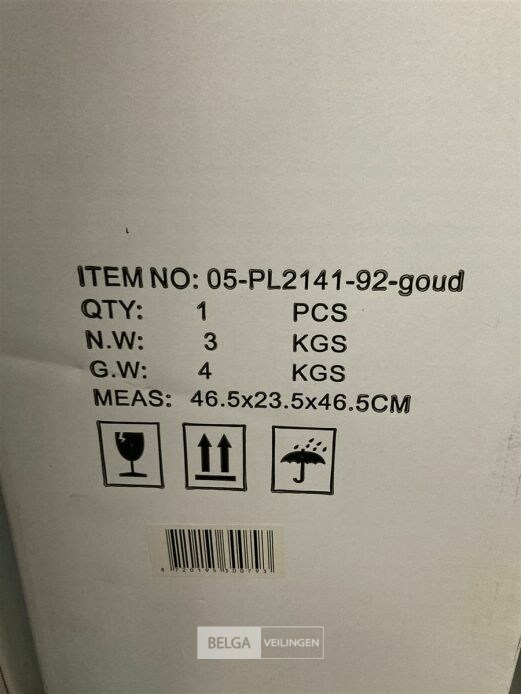 ITEM NO: 05-PL2141-92-goud
QTY: 1 PCS
N.W: 3 KGS
G.W: 4 KGS
MEAS: 46.5x23.5x46.5CM
BELGA VEILINGEN